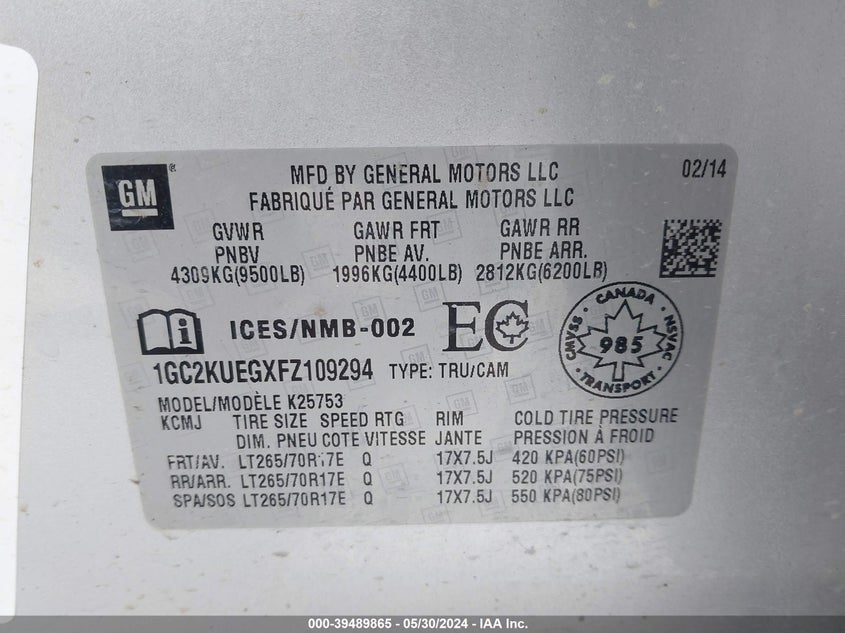 GM ®
MFD BY GENERAL MOTORS LLC 02/14
FABRIQUÉ PAR GENERAL MOTORS LLC
GVWR GAWR FRT GAWR RR
PNBV PNBE AV. PNBE ARR.
4309KG(9500LB) 1996KG(4400LB) 2812KG(6200LB)
i ICES/NMB-002 EC
CANADA
CMVSS 985 NSVAC
TRANSPORT
1GC2KUEGXFZ109294 TYPE: TRU/CAM
MODEL/MODÈLE K25753
KCMJ TIRE SIZE SPEED RTG RIM COLD TIRE PRESSURE
DIM. PNEU COTE VITESSE JANTE PRESSION À FROID
FRT/AV. LT265/70R17E Q 17X7.5J 420 KPA(60PSI)
RR/ARR. LT265/70R17E Q 17X7.5J 520 KPA(75PSI)
SPA/SOS LT265/70R17E Q 17X7.5J 550 KPA(80PSI)
000-39489865 - 05/30/2024 - IAA Inc.